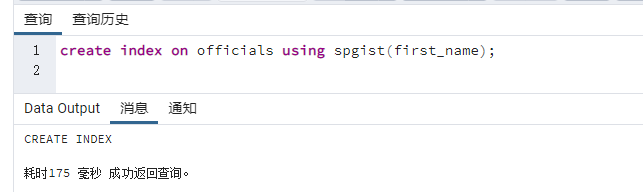 查询 查询历史
1 create index on officials using spgist(first_name);
2
Data Output 消息 通知
CREATE INDEX
耗时175 毫秒 成功返回查询。